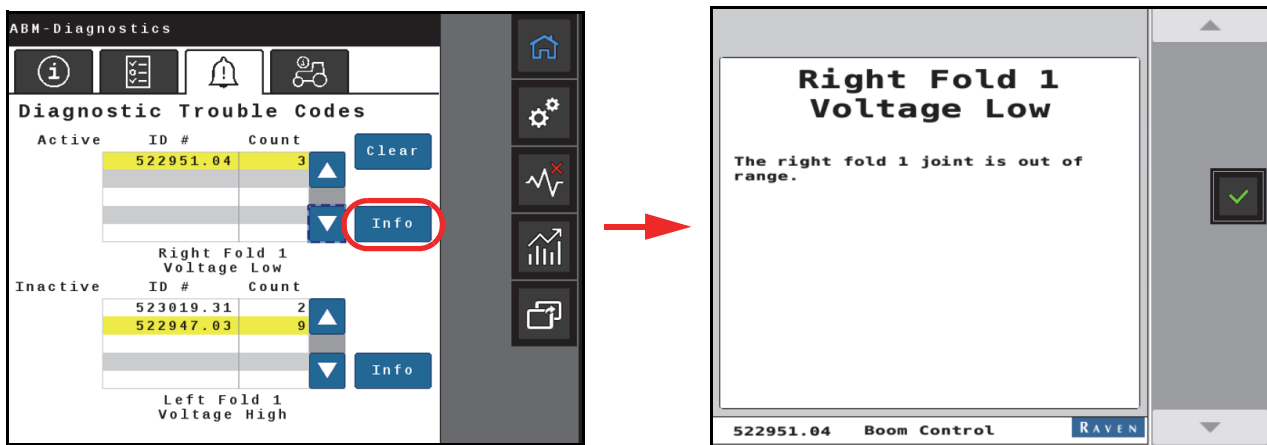 ABM-Diagnostics
Diagnostic Trouble Codes
Active ID # Count
522951.04 3
Clear
Info
Right Fold 1
Voltage Low
Inactive ID # Count
523019.31 2
522947.03 9
Info
Left Fold 1
Voltage High
Right Fold 1
Voltage Low
The right fold 1 joint is out of
range.
522951.04 Boom Control RAVEN